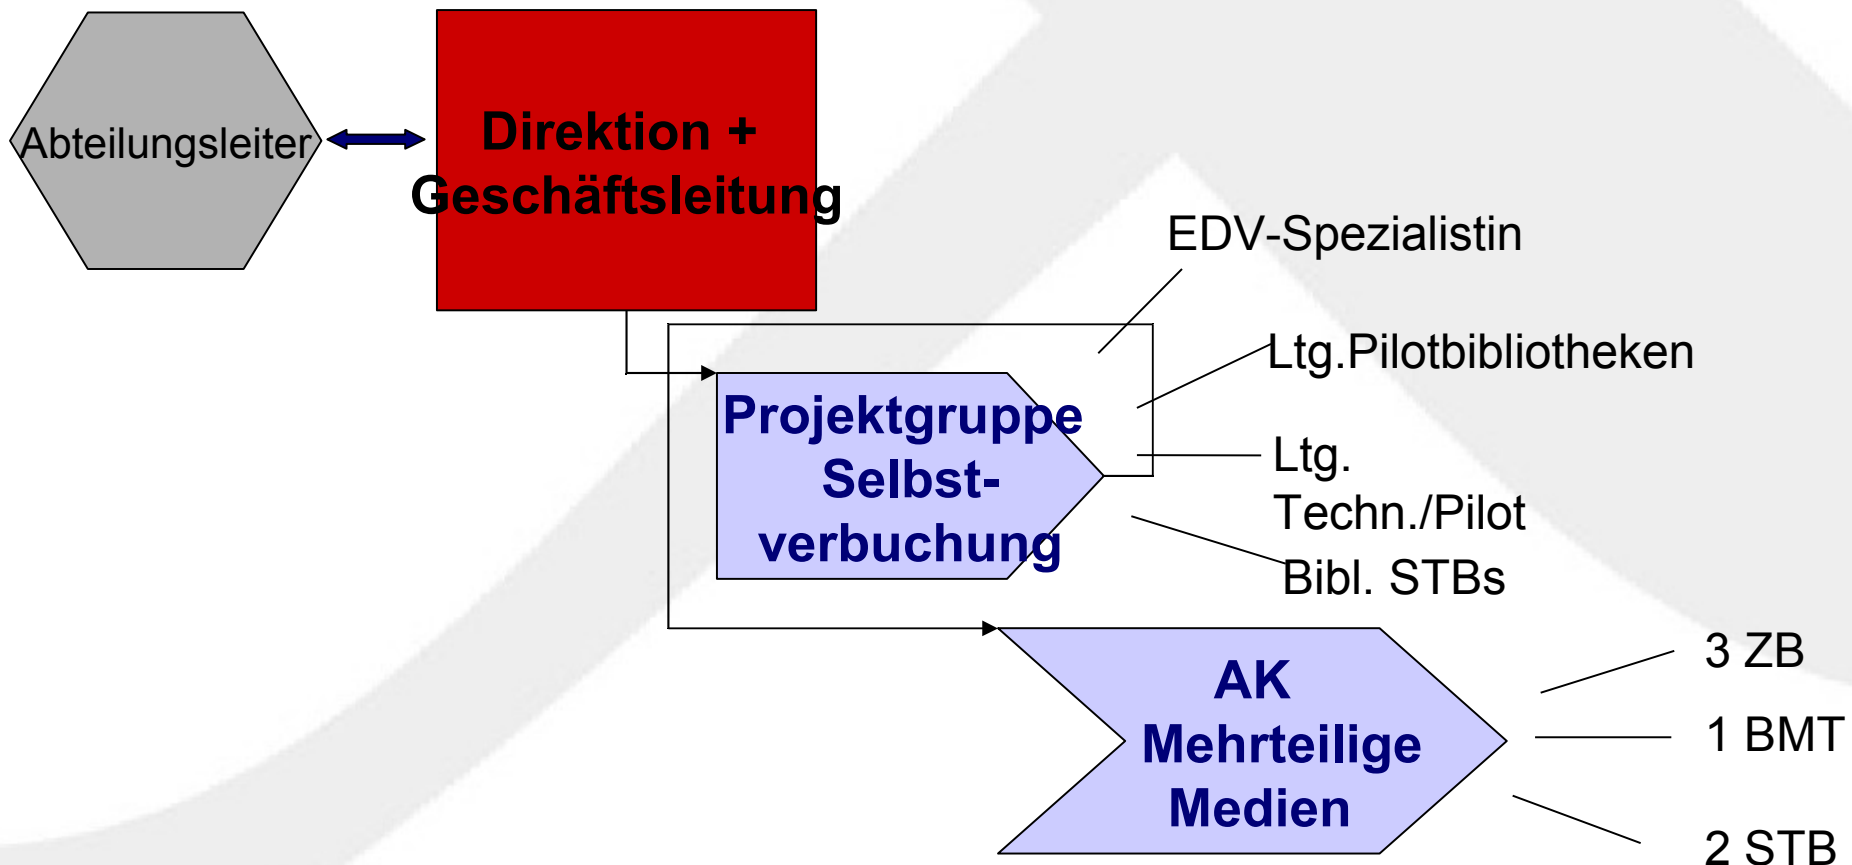 Abteilungsleiter
Direktion +
Geschäftsleitung
EDV-Spezialistin
Ltg.Pilotbibliotheken
Ltg.
Techn./Pilot
Bibl. STBs
Projektgruppe
Selbst-
verbuchung
AK
Mehrteilige
Medien
3 ZB
1 BMT
2 STB